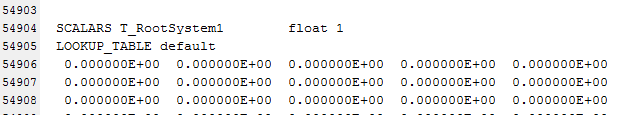 54903
54904 SCALARS T_RootSystem1 float 1
54905 LOOKUP_TABLE default
54906 0.000000E+00 0.000000E+00 0.000000E+00 0.000000E+00 0.000000E+00
54907 0.000000E+00 0.000000E+00 0.000000E+00 0.000000E+00 0.000000E+00
54908 0.000000E+00 0.000000E+00 0.000000E+00 0.000000E+00 0.000000E+00